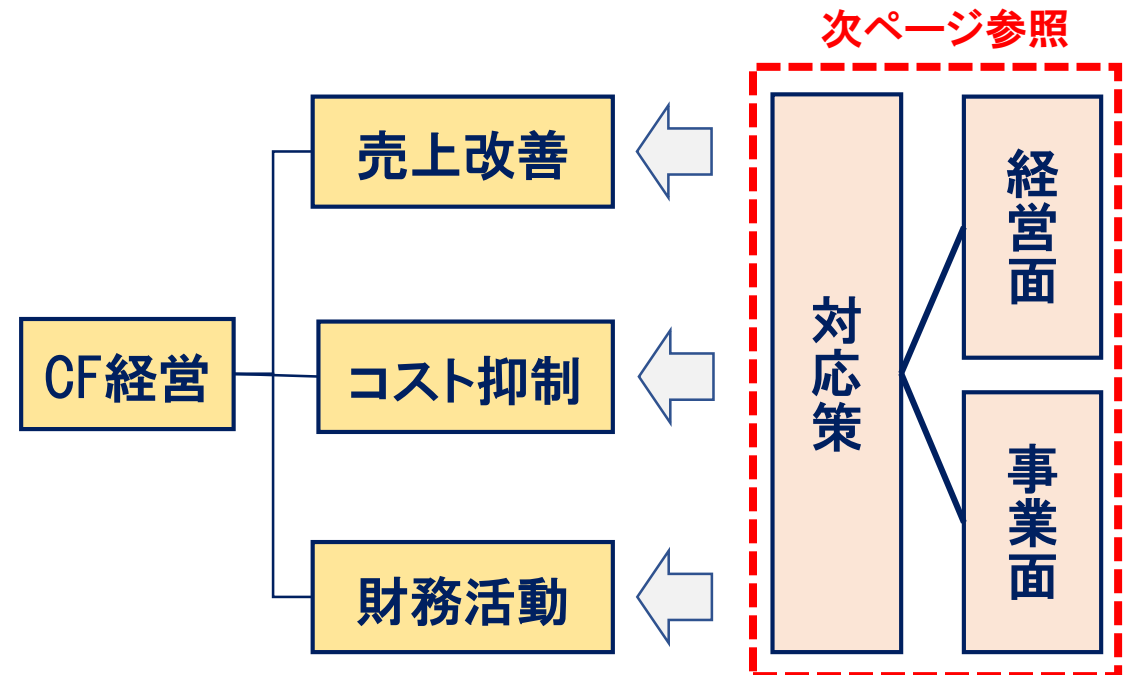 次ページ参照
売上改善
CF経営
コスト抑制
財務活動
対応策
経営面
事業面